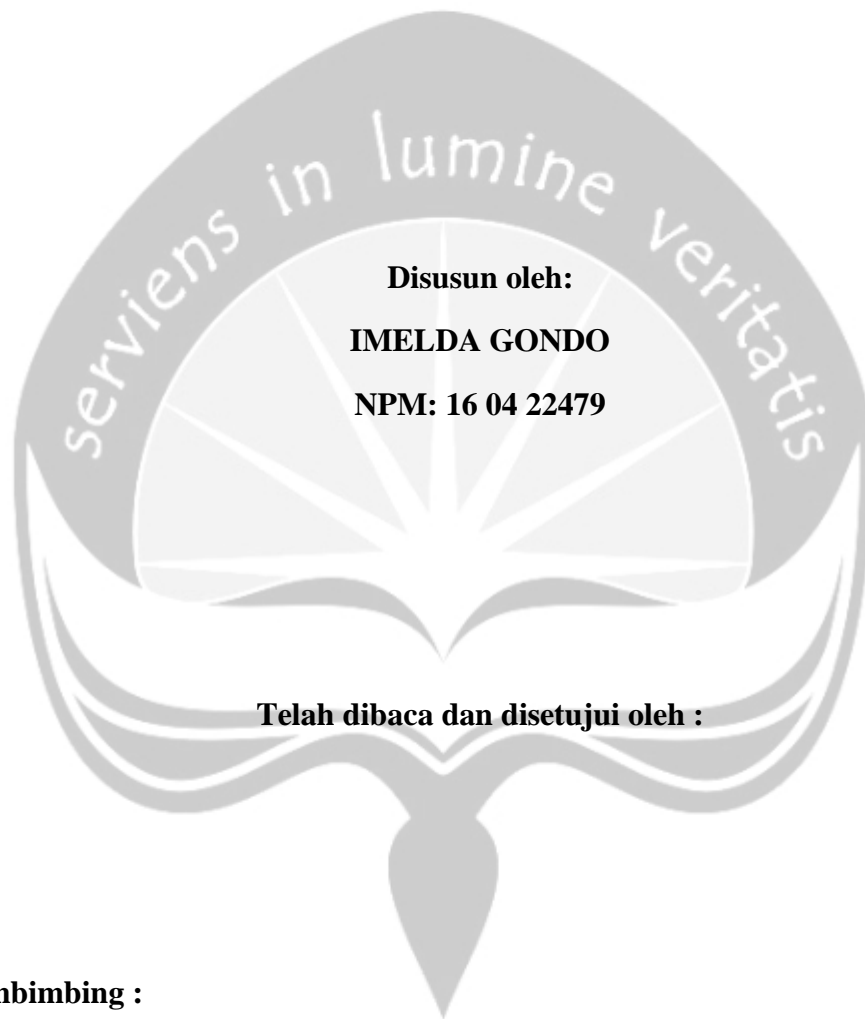 serviens in lumine veritatis
Disusun oleh:
IMELDA GONDO
NPM: 16 04 22479
Telah dibaca dan disetujui oleh :
nbimbing :